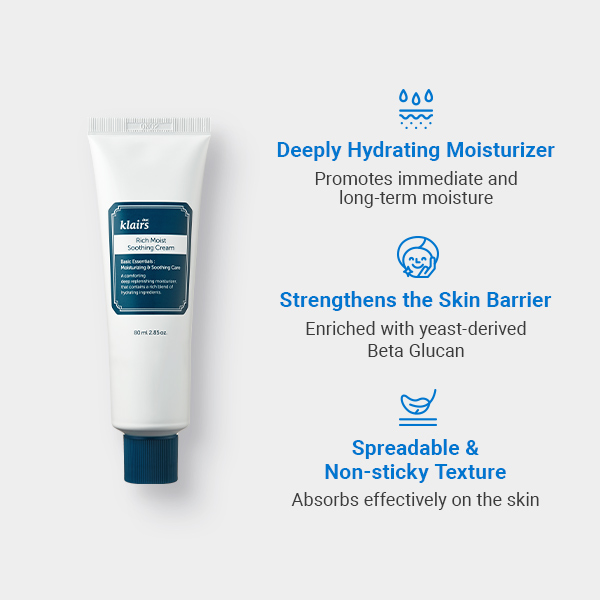 dear
klairs
Rich Moist
Soothing Cream
Basic Essentials :
Moisturizing & Soothing Care
A comforting
deep replenishing moisturizer
that contains a rich blend of
hydrating ingredients.
80 ml 2.85 oz.
Deeply Hydrating Moisturizer
Promotes immediate and
long-term moisture
Strengthens the Skin Barrier
Enriched with yeast-derived
Beta Glucan
Spreadable &
Non-sticky Texture
Absorbs effectively on the skin